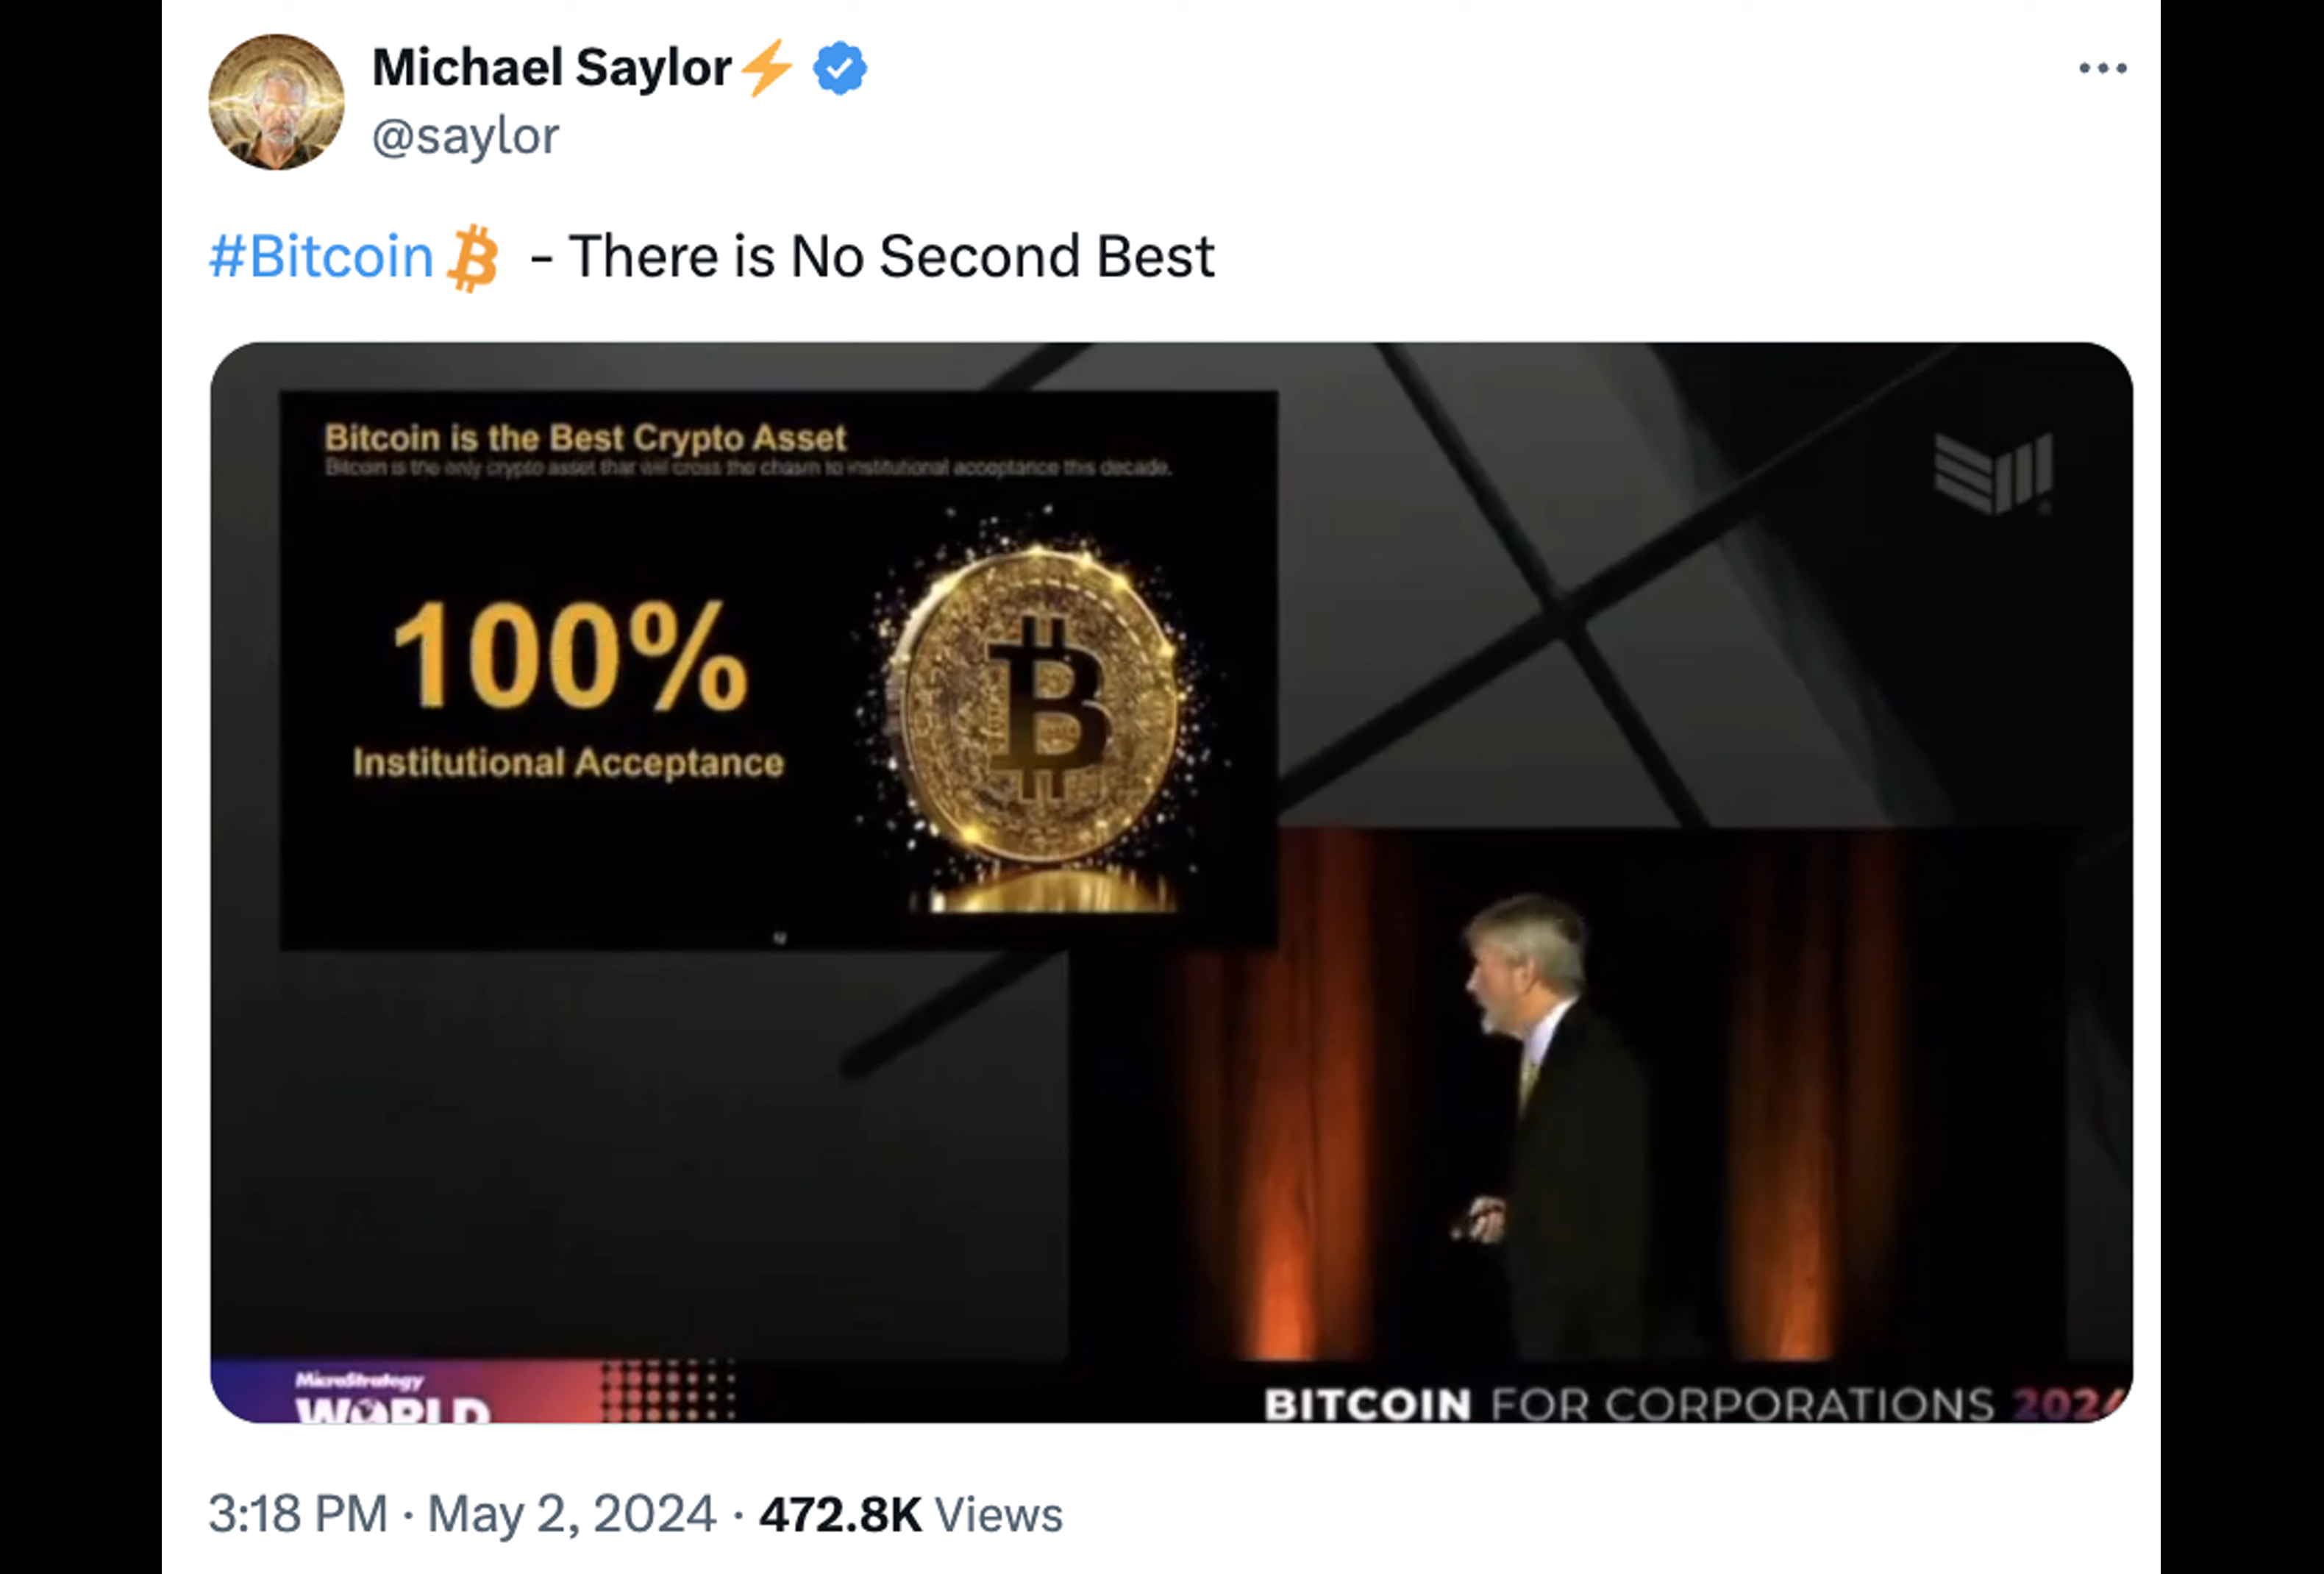 Michael Saylor⚡
@saylor
#Bitcoin - There is No Second Best
Bitcoin is the Best Crypto Asset
Bitcoin is the only crypto asset that will cross the chasm to institutional acceptance this decade.
100%
Institutional Acceptance
MicroStrategy
WORLD
BITCOIN FOR CORPORATIONS 2024
3:18 PM · May 2, 2024 · 472.8K Views